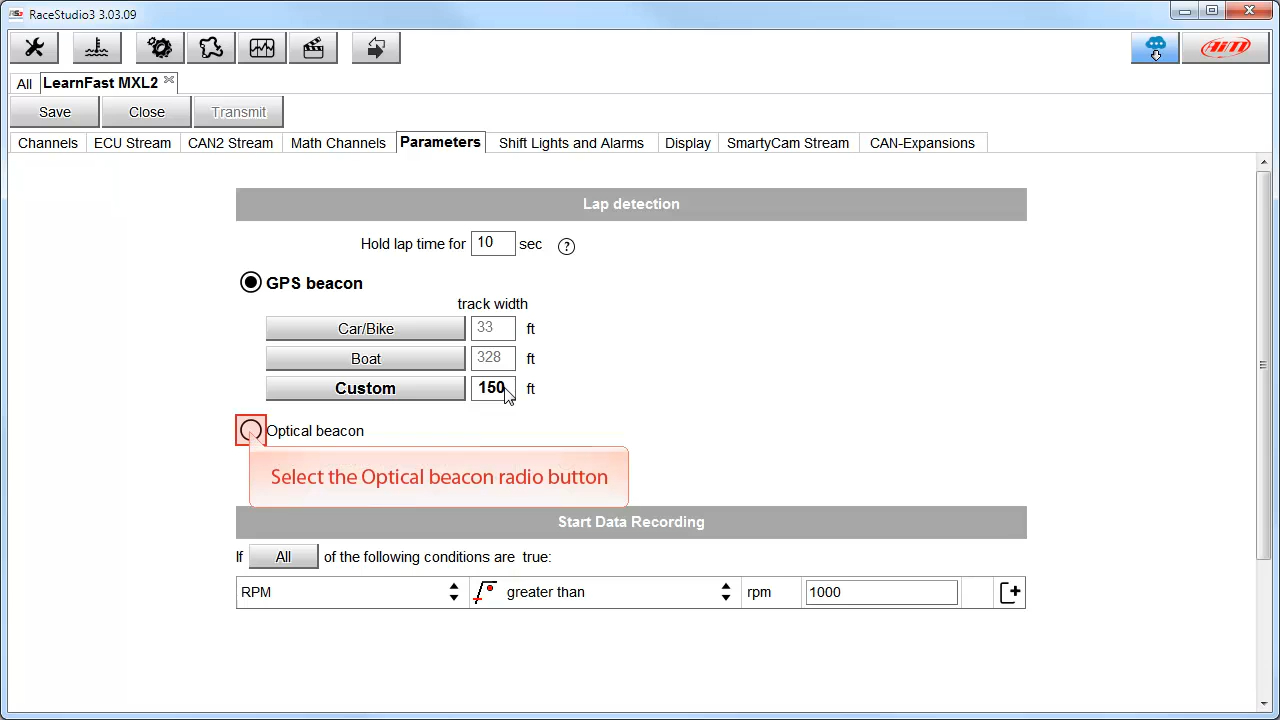 RaceStudio3 3.03.09
AiM
All LearnFast MXL2
Save Close Transmit
Channels ECU Stream CAN2 Stream Math Channels Parameters Shift Lights and Alarms Display SmartyCam Stream CAN-Expansions
Lap detection
Hold lap time for 10 sec ?
GPS beacon
track width
Car/Bike 33 ft
Boat 328 ft
Custom 150 ft
Optical beacon
Select the Optical beacon radio button
Start Data Recording
If All of the following conditions are true:
RPM greater than rpm 1000